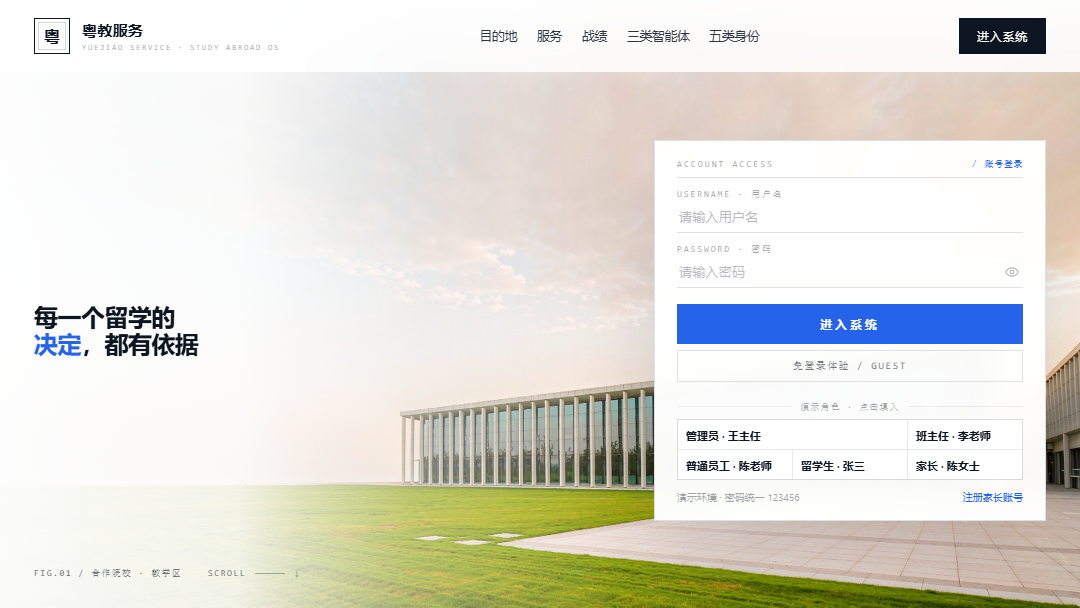 粤
粤教服务
YUEJIAO SERVICE · STUDY ABROAD OS
目的地 服务 战绩 三类智能体 五类身份
进入系统
ACCOUNT ACCESS
/ 账号登录
USERNAME · 用户名
请输入用户名
PASSWORD · 密码
请输入密码
进入系统
免登录体验 / GUEST
演示角色 · 点击填入
管理员 · 王主任 班主任 · 李老师
普通员工 · 陈老师 留学生 · 张三 家长 · 陈女士
演示环境 · 密码统一 123456
注册家长账号
每一个留学的
决定，都有依据
FIG.01 / 合作院校 · 教学区 SCROLL ↓